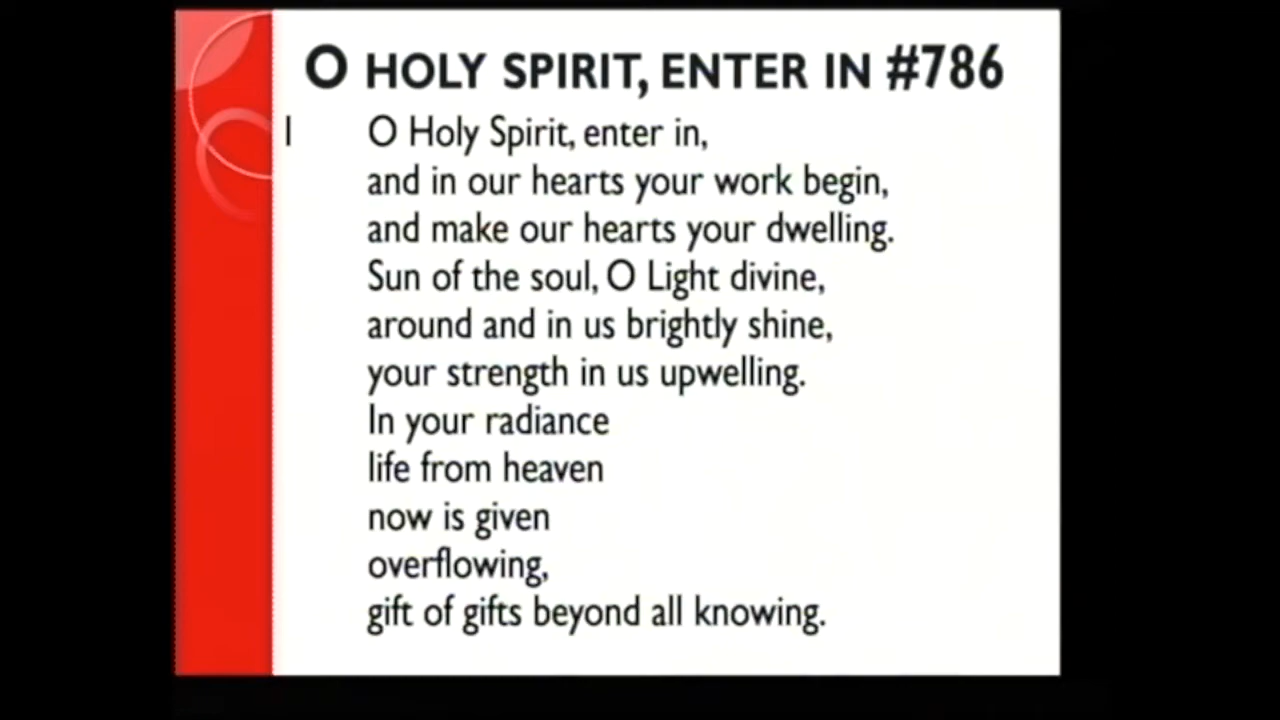 O HOLY SPIRIT, ENTER IN #786
1 O Holy Spirit, enter in,
and in our hearts your work begin,
and make our hearts your dwelling.
Sun of the soul, O Light divine,
around and in us brightly shine,
your strength in us upwelling.
In your radiance
life from heaven
now is given
overflowing,
gift of gifts beyond all knowing.